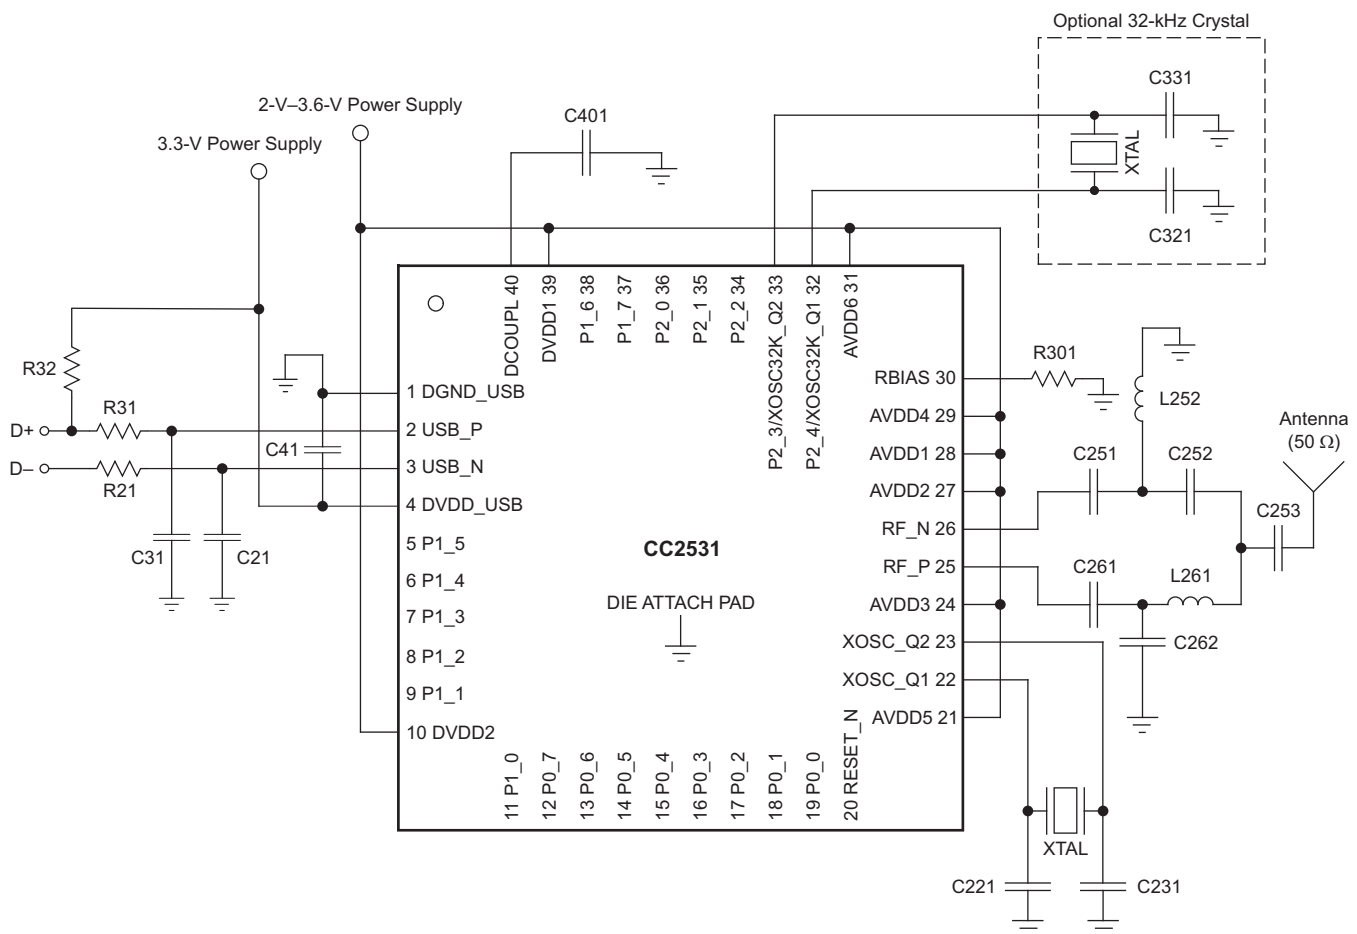 Optional 32-kHz Crystal
C331
XTAL
C321
2-V–3.6-V Power Supply
3.3-V Power Supply
C401
DCOUPL 40
DVDD1 39
P1_6 38
P1_7 37
P2_0 36
P2_1 35
P2_2 34
P2_3/XOSC32K_Q2 33
P2_4/XOSC32K_Q1 32
AVDD6 31
R32
R31
D+
D–
R21
C41
C31
C21
1 DGND_USB
2 USB_P
3 USB_N
4 DVDD_USB
5 P1_5
6 P1_4
7 P1_3
8 P1_2
9 P1_1
10 DVDD2
CC2531
DIE ATTACH PAD
RBIAS 30
AVDD4 29
AVDD1 28
AVDD2 27
RF_N 26
RF_P 25
AVDD3 24
XOSC_Q2 23
XOSC_Q1 22
AVDD5 21
11 P1_0
12 P0_7
13 P0_6
14 P0_5
15 P0_4
16 P0_3
17 P0_2
18 P0_1
19 P0_0
20 RESET_N
R301
L252
Antenna
(50 Ω)
C251
C252
C253
C261
L261
C262
XTAL
C221
C231